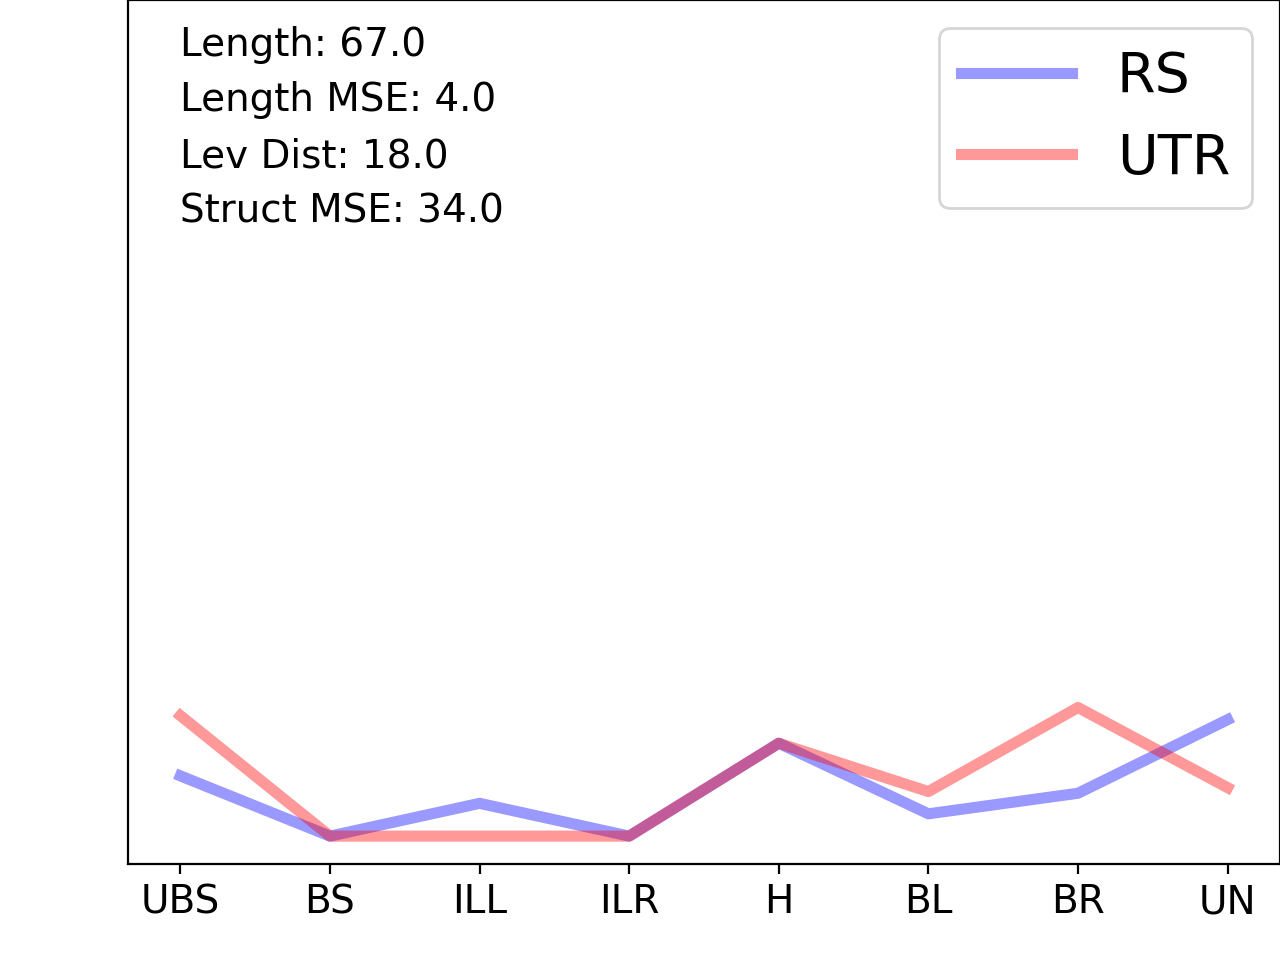 Length: 67.0
Length MSE: 4.0
Lev Dist: 18.0
Struct MSE: 34.0
RS
UTR
UBS BS ILL ILR H BL BR UN